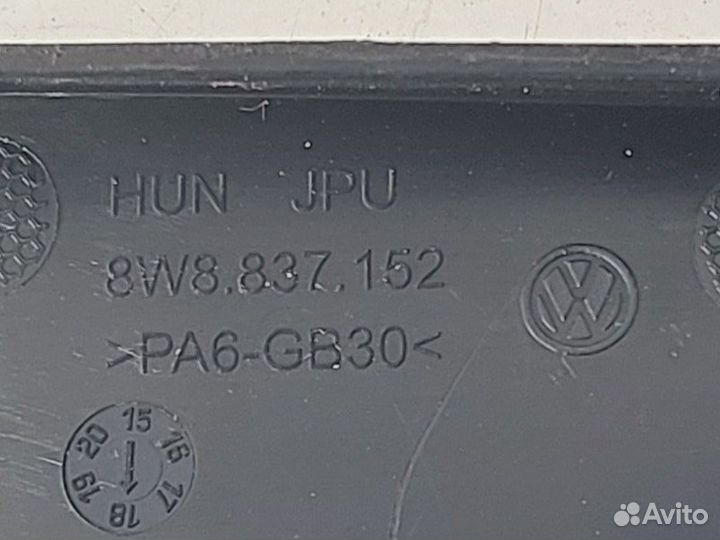 HUN JPU
8W8.837.152
>PA6-GB30<
15 16 17 18 19 20
Avito